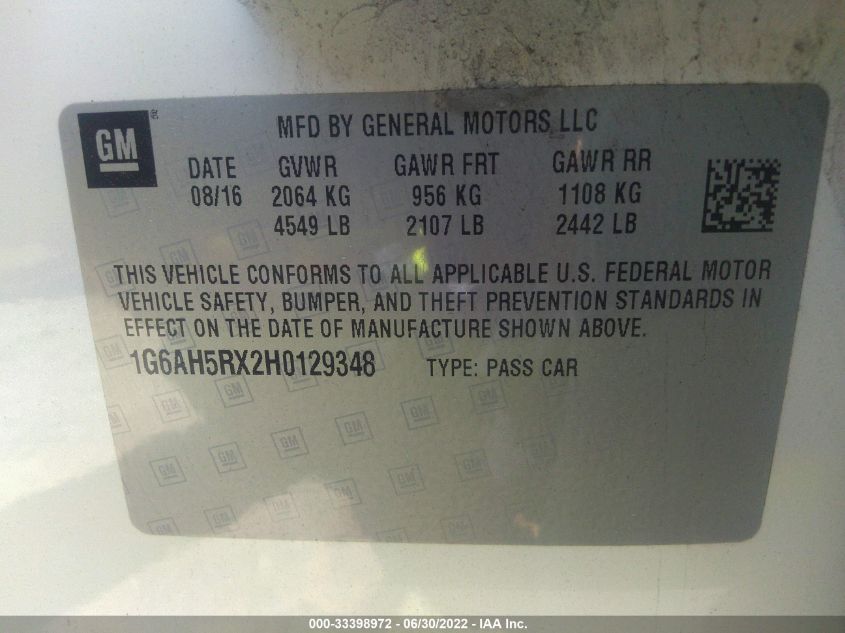 GM
MFD BY GENERAL MOTORS LLC
DATE GVWR GAWR FRT GAWR RR
08/16 2064 KG 956 KG 1108 KG
4549 LB 2107 LB 2442 LB
THIS VEHICLE CONFORMS TO ALL APPLICABLE U.S. FEDERAL MOTOR
VEHICLE SAFETY, BUMPER, AND THEFT PREVENTION STANDARDS IN
EFFECT ON THE DATE OF MANUFACTURE SHOWN ABOVE.
1G6AH5RX2H0129348 TYPE: PASS CAR
000-33398972 - 06/30/2022 - IAA Inc.